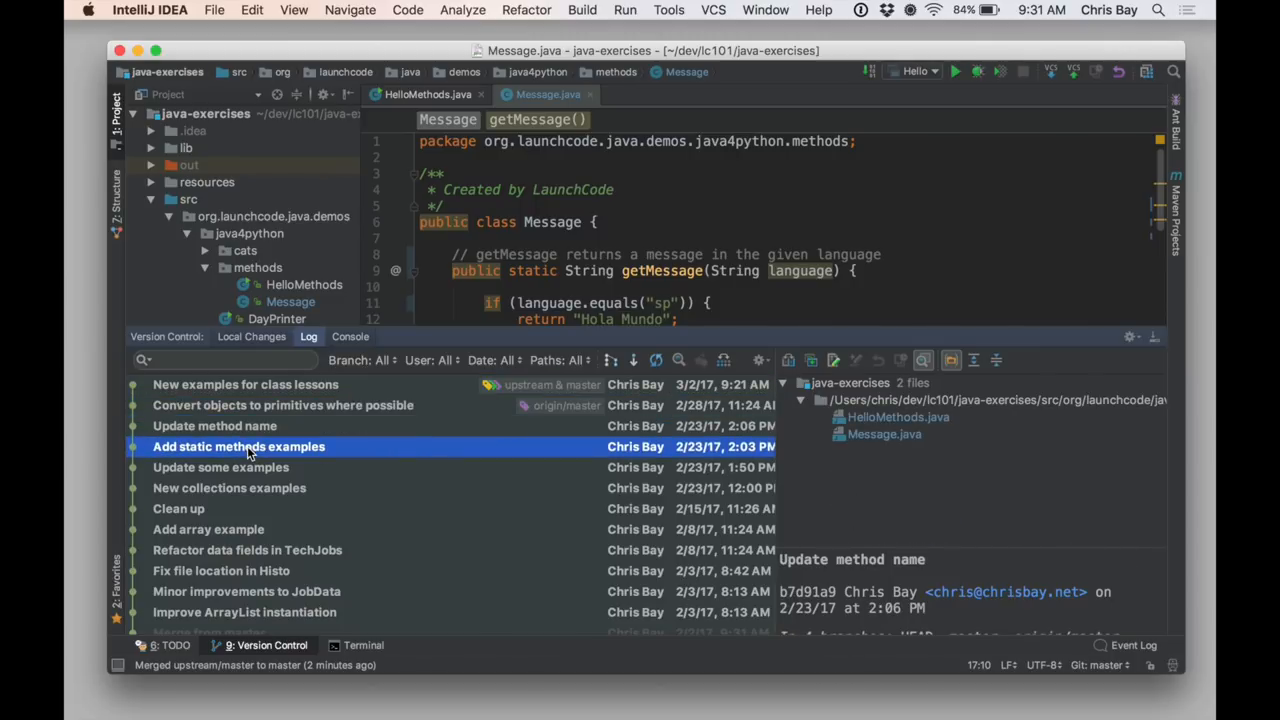 IntelliJ IDEA File Edit View Navigate Code Analyze Refactor Build Run Tools VCS Window Help 84% 9:31 AM Chris Bay
Message.java - java-exercises - [~/dev/lc101/java-exercises]
java-exercises src org launchcode java demos java4python methods Message Hello
Project HelloMethods.java Message.java
1: Project
7: Structure
2: Favorites
java-exercises ~/dev/lc101/java-e
.idea
lib
out
resources
src
org.launchcode.java.demos
java4python
cats
methods
HelloMethods
Message
DayPrinter
Message getMessage()
1 package org.launchcode.java.demos.java4python.methods;
2
3 /**
4 * Created by LaunchCode
5 */
6 public class Message {
7
8 // getMessage returns a message in the given language
9 @ public static String getMessage(String language) {
10
11 if (language.equals("sp")) {
12 return "Hola Mundo";
Ant Build
Maven Projects
Version Control: Local Changes Log Console
Branch: All User: All Date: All Paths: All
New examples for class lessons upstream & master Chris Bay 3/2/17, 9:21 AM
Convert objects to primitives where possible origin/master Chris Bay 2/28/17, 11:24 A
Update method name Chris Bay 2/23/17, 2:06 PM
Add static methods examples Chris Bay 2/23/17, 2:03 PM
Update some examples Chris Bay 2/23/17, 1:50 PM
New collections examples Chris Bay 2/23/17, 12:00 P
Clean up Chris Bay 2/15/17, 11:26 A
Add array example Chris Bay 2/8/17, 11:24 AM
Refactor data fields in TechJobs Chris Bay 2/8/17, 11:24 AM
Fix file location in Histo Chris Bay 2/3/17, 8:42 AM
Minor improvements to JobData Chris Bay 2/3/17, 8:13 AM
Improve ArrayList instantiation Chris Bay 2/3/17, 8:13 AM
java-exercises 2 files
/Users/chris/dev/lc101/java-exercises/src/org/launchcode/jav
HelloMethods.java
Message.java
Update method name
b7d91a9 Chris Bay <chris@chrisbay.net> on
2/23/17 at 2:06 PM
6: TODO 9: Version Control Terminal Event Log
Merged upstream/master to master (2 minutes ago) 17:10 LF UTF-8 Git: master